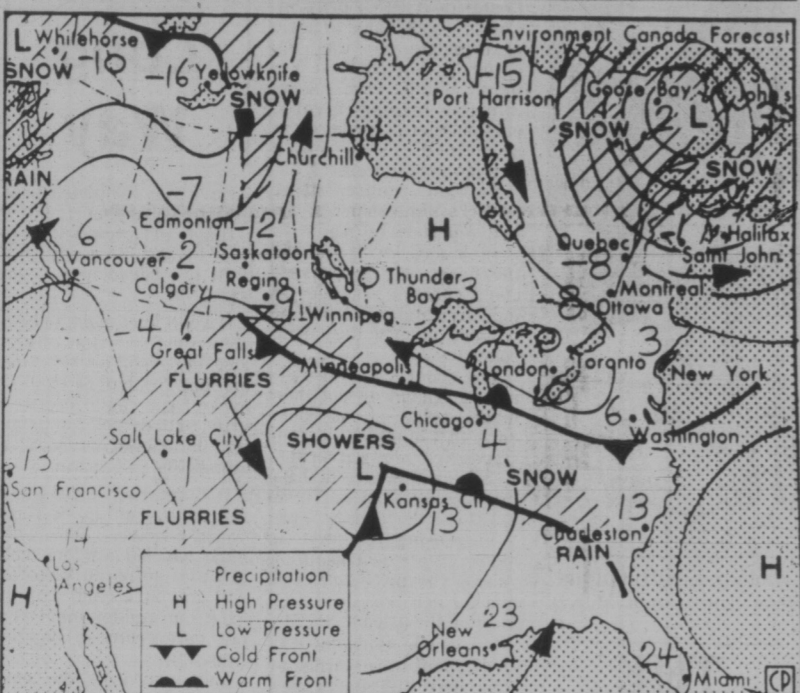 Environment Canada Forecast
L Whitehorse
SNOW
-10
-16 Yellowknife
SNOW
-15
Port Harrison
Goose Bay
2
L
SNOW
SNOW
Churchill
-14
RAIN
-7
Edmonton
-12
H
6
Vancouver
-2
Calgary
Saskatoon
Regina
-9
Winnipeg
10
Thunder
Bay
-3
Quebec
-8
Halifax
Saint John
Montreal
-8
Ottawa
-4
Great Falls
FLURRIES
Minneapolis
London
Toronto
3
New York
Chicago
6
Washington
Salt Lake City
1
SHOWERS
4
L
SNOW
Kansas City
13
13
San Francisco
FLURRIES
13
Charleston
RAIN
14
Los
Angeles
H
H
Precipitation
H High Pressure
L Low Pressure
Cold Front
Warm Front
New
Orleans
23
24
Miami
CP